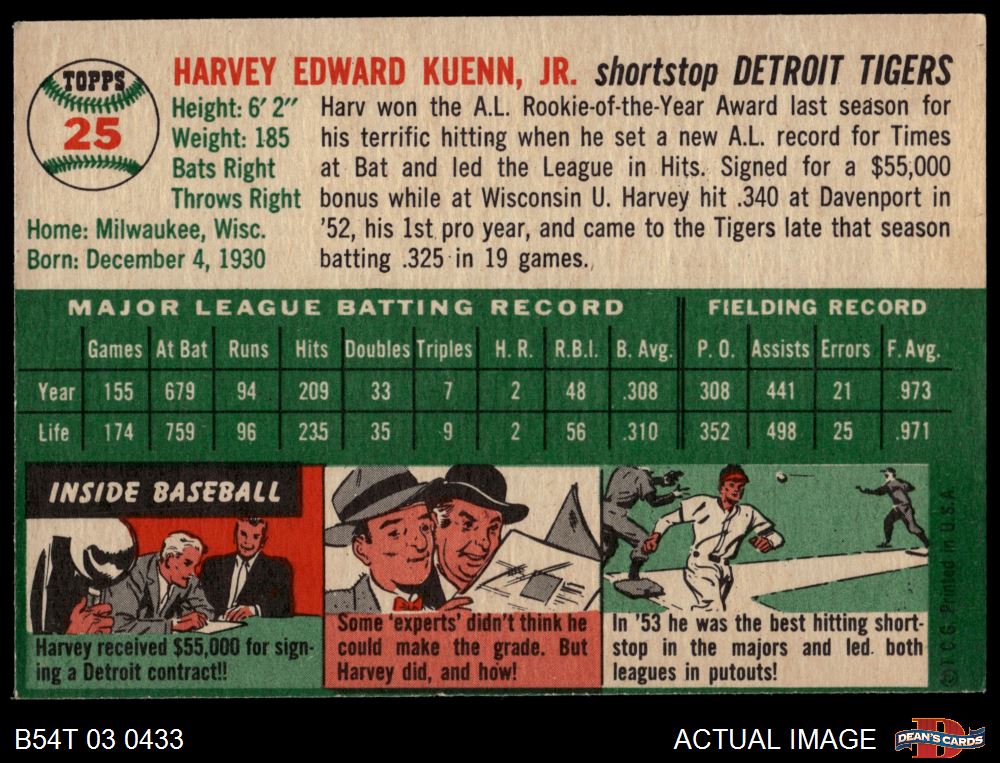 TOPPS
25
HARVEY EDWARD KUENN, JR. shortstop DETROIT TIGERS
Height: 6' 2"
Weight: 185
Bats Right
Throws Right
Home: Milwaukee, Wisc.
Born: December 4, 1930
Harv won the A.L. Rookie-of-the-Year Award last season for
his terrific hitting when he set a new A.L. record for Times
at Bat and led the League in Hits. Signed for a $55,000
bonus while at Wisconsin U. Harvey hit .340 at Davenport in
'52, his 1st pro year, and came to the Tigers late that season
batting .325 in 19 games.
MAJOR LEAGUE BATTING RECORD FIELDING RECORD
Games At Bat Runs Hits Doubles Triples H. R. R.B.I. B. Avg. P. O. Assists Errors F. Avg.
Year 155 679 94 209 33 7 2 48 .308 308 441 21 .973
Life 174 759 96 235 35 9 2 56 .310 352 498 25 .971
INSIDE BASEBALL
Harvey received $55,000 for sign-
ing a Detroit contract!!
Some 'experts' didn't think he
could make the grade. But
Harvey did, and how!
In '53 he was the best hitting short-
stop in the majors and led both
leagues in putouts!
© T.C.G. Printed in U.S.A
B54T 03 0433
ACTUAL IMAGE
DEAN'S CARDS